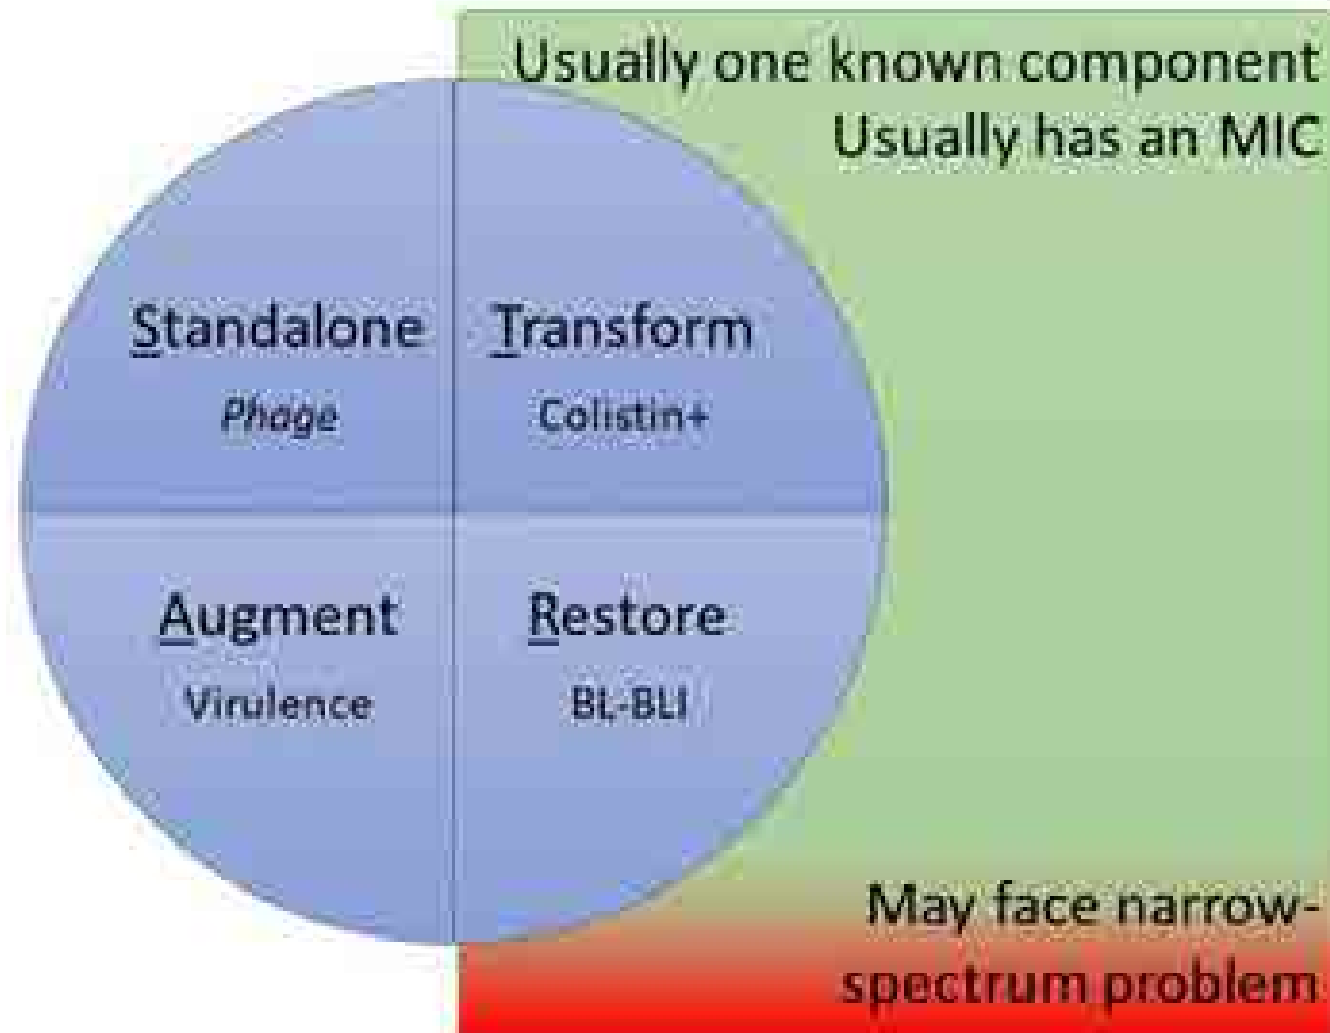 Usually one known component
Usually has an MIC
Standalone
Phage
Transform
Colistin+
Augment
Virulence
Restore
BL-BLI
May face narrow-
spectrum problem